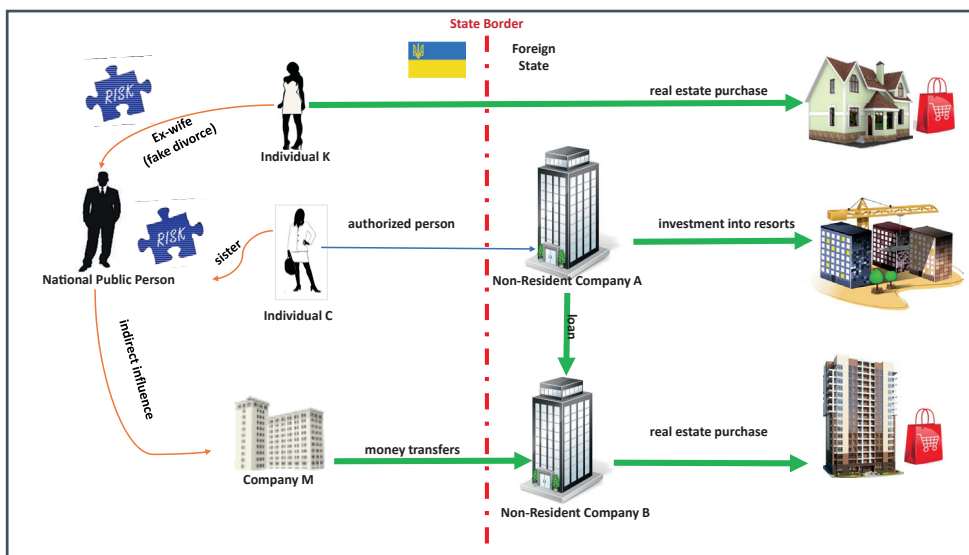 State Border
Foreign
State
RISK
real estate purchase
Ex-wife
(fake divorce)
Individual K
RISK
authorized person
investment into resorts
sister
National Public Person
Non-Resident Company A
Individual C
loan
indirect influence
real estate purchase
money transfers
Company M
Non-Resident Company B